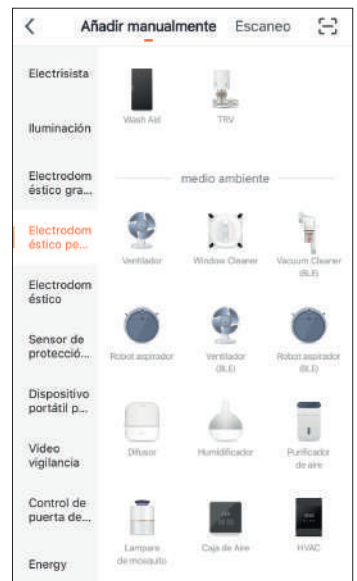 Añadir manualmente Escaneo
Electrisista
Iluminación
Electrodom
éstico gra...
Electrodom
éstico pe...
Electrodom
éstico
Sensor de
protecció...
Dispositivo
portátil p...
Video
vigilancia
Control de
puerta de...
Energy
Wash Aid TRV
medio ambiente
Ventilador Window Cleaner Vacuum Cleaner
(BLE)
Robot aspirador Ventilador Robot aspirador
(BLE) (BLE)
Difusor Humidificador Purificador
de aire
Lampara Caja de Aire HVAC
de mosquito